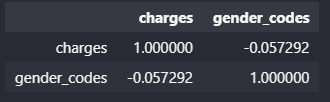 charges gender_codes
charges 1.000000 -0.057292
gender_codes -0.057292 1.000000